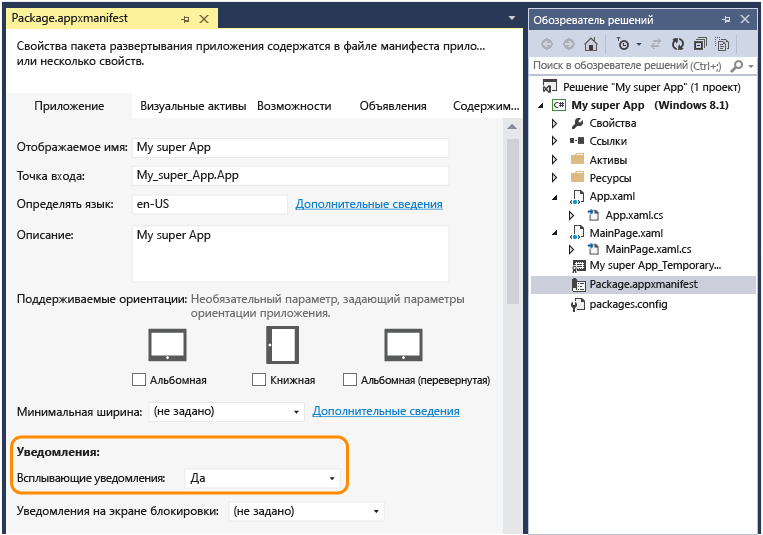 Package.appxmanifest
Свойства пакета развертывания приложения содержатся в файле манифеста прило...
или несколько свойств.
Приложение
Визуальные активы
Возможности
Объявления
Содержим...
Отображаемое имя: My super App
Точка входа: My_super_App.App
Определять язык: en-US Дополнительные сведения
Описание: My super App
Поддерживаемые ориентации: Необязательный параметр, задающий параметры
ориентации приложения.
Альбомная
Книжная
Альбомная (перевернутая)
Минимальная ширина: (не задано) Дополнительные сведения
Уведомления:
Всплывающие уведомления: Да
Уведомления на экране блокировки: (не задано)
Обозреватель решений
Поиск в обозревателе решений (Ctrl+;)
Решение "My super App" (1 проект)
C# My super App (Windows 8.1)
Свойства
Ссылки
Активы
Ресурсы
App.xaml
App.xaml.cs
MainPage.xaml
MainPage.xaml.cs
My super App_Temporary...
Package.appxmanifest
packages.config